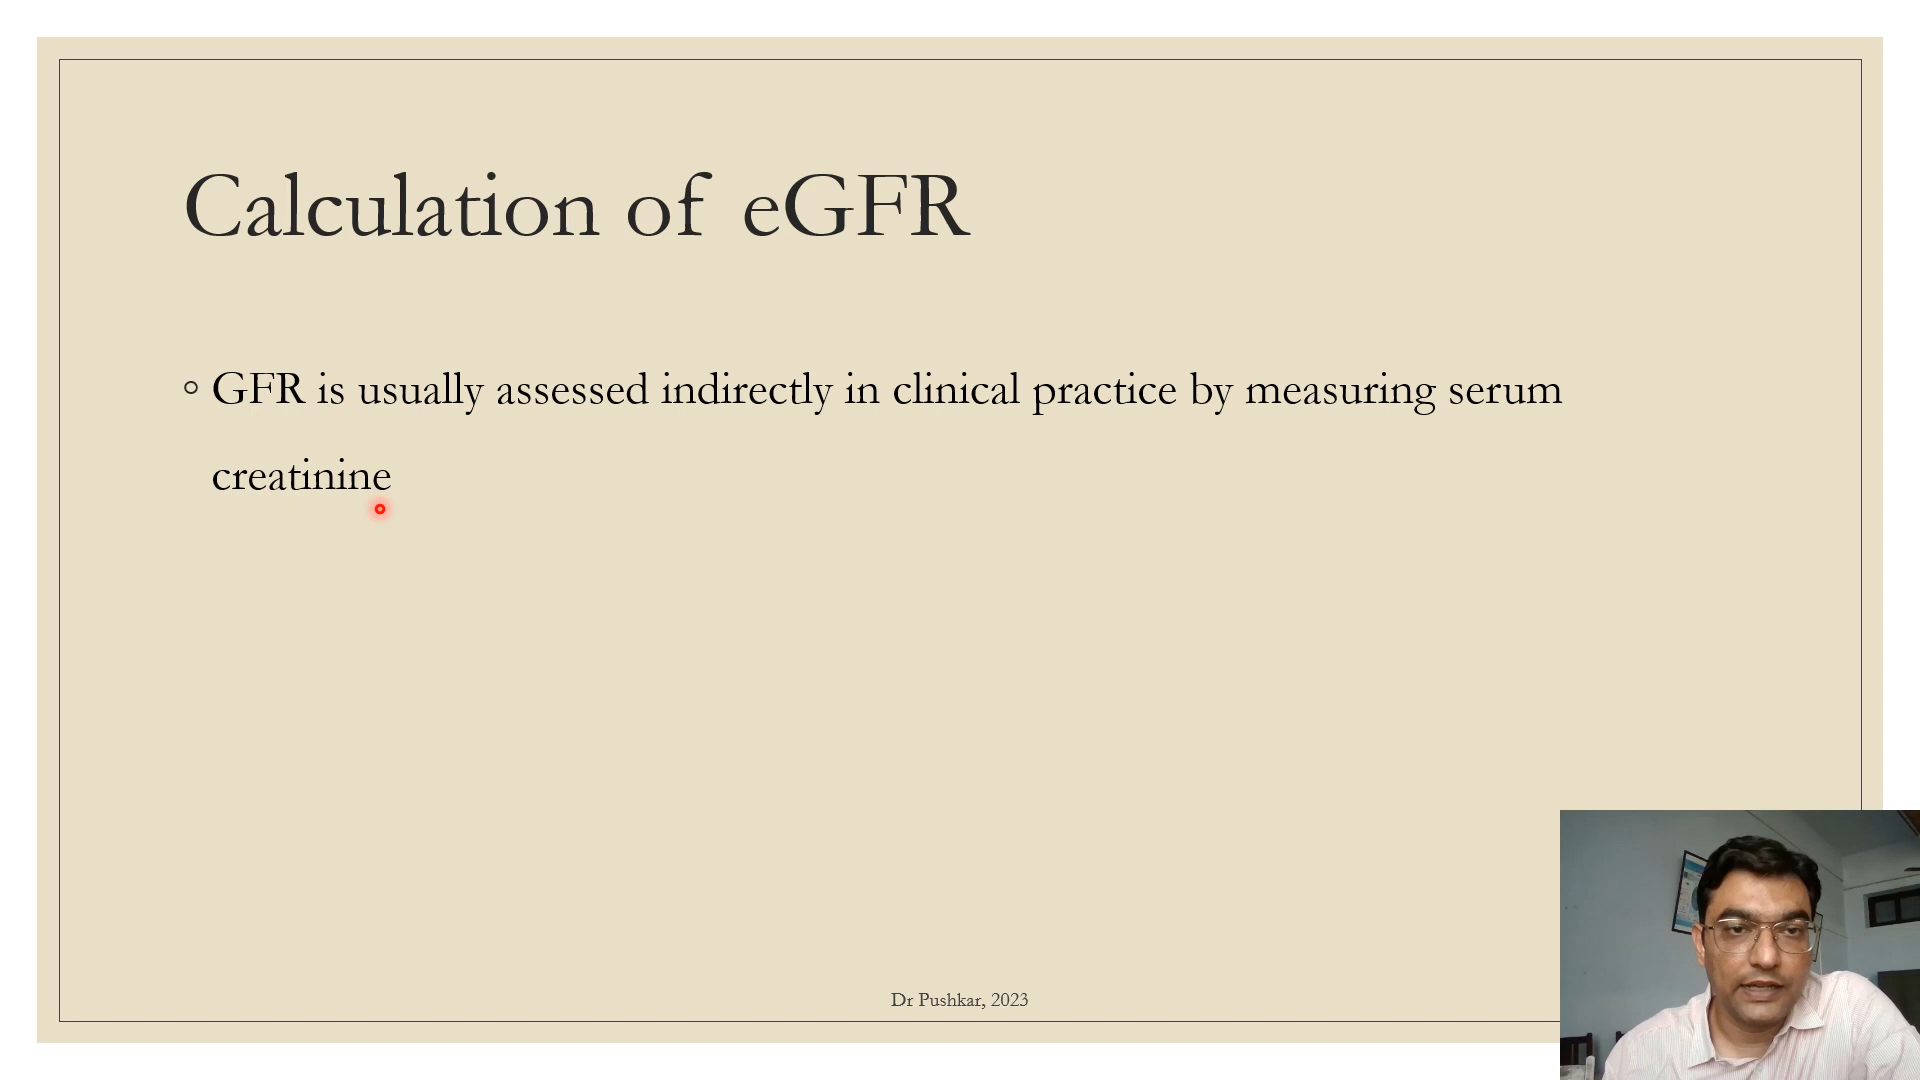 Calculation of eGFR
GFR is usually assessed indirectly in clinical practice by measuring serum
creatinine
Dr Pushkar, 2023